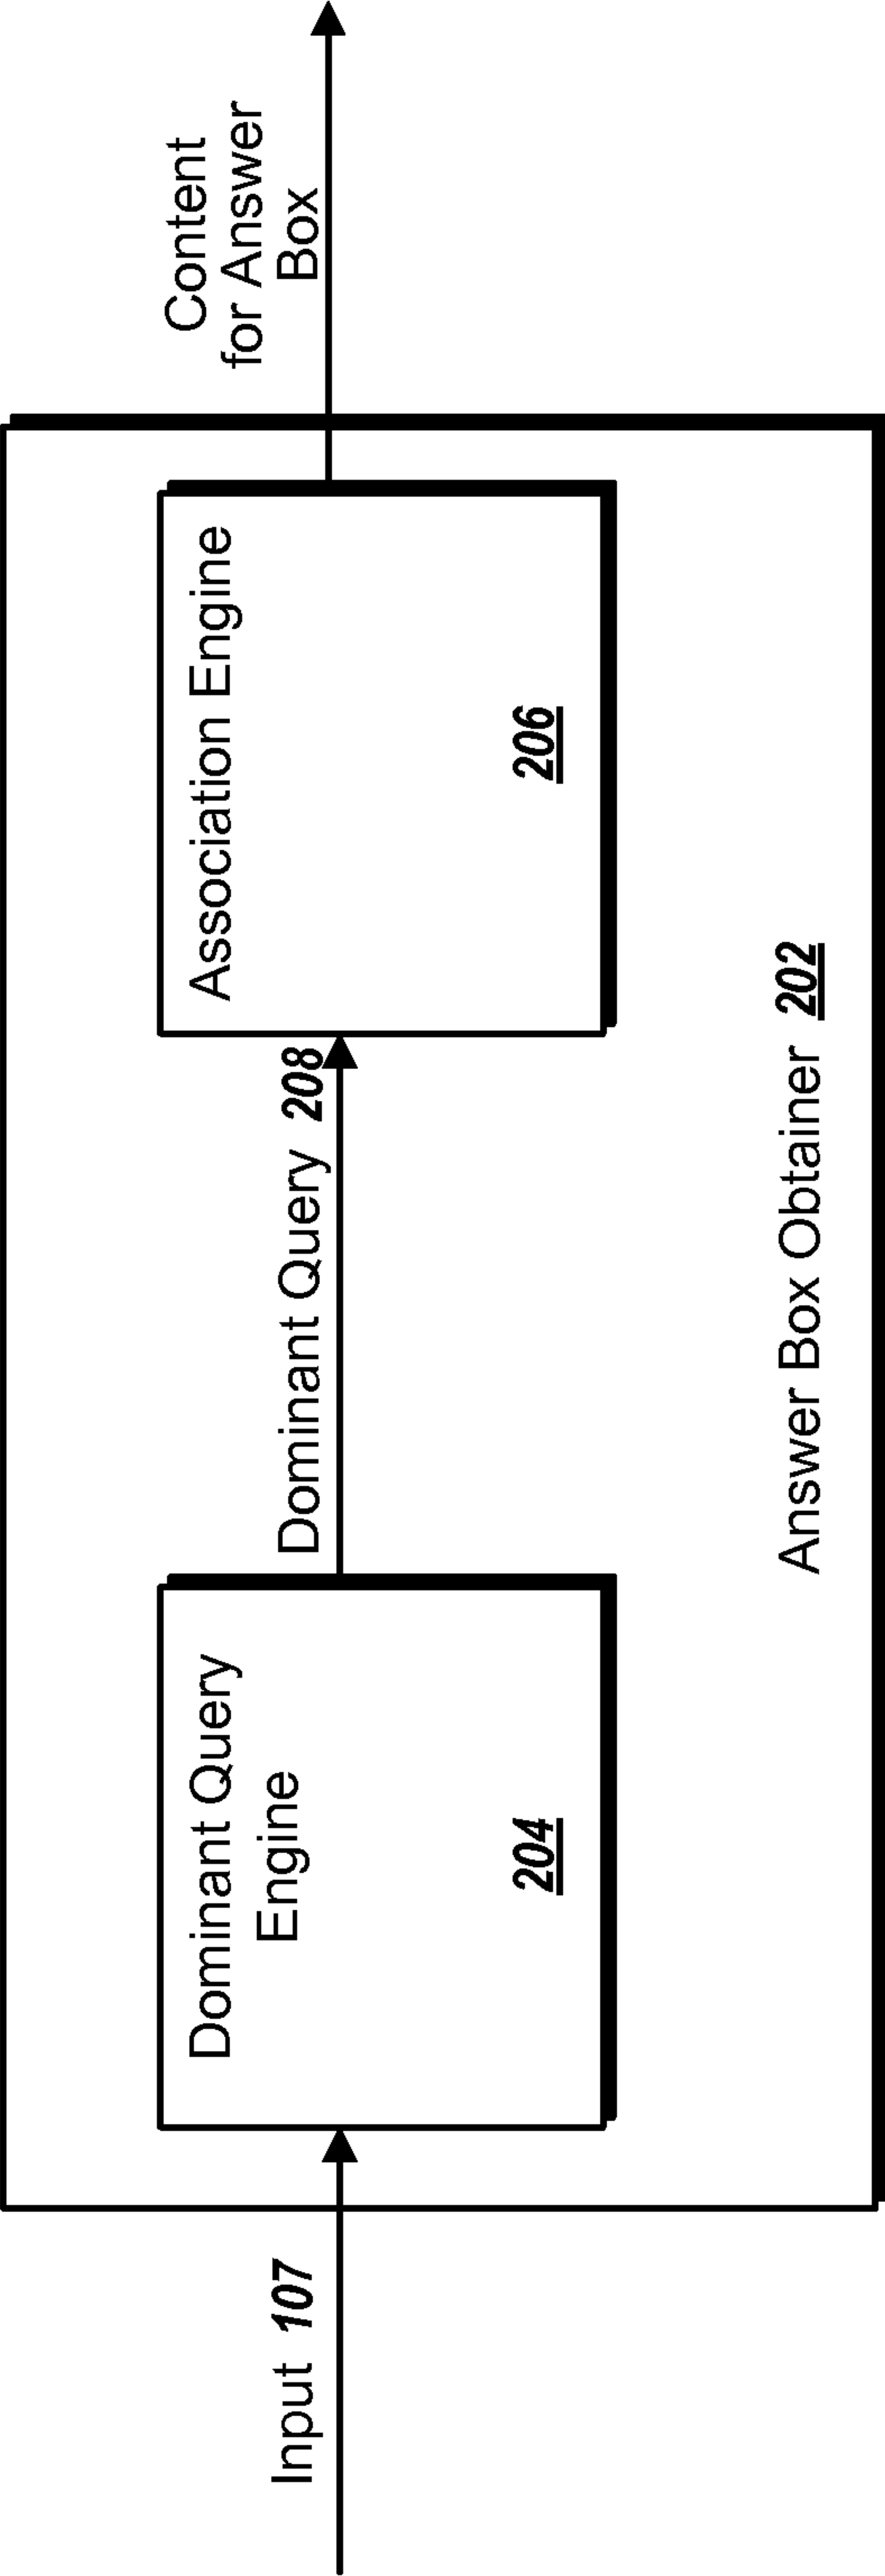 Input 107
Dominant Query
Engine
204
Dominant Query 208
Association Engine
206
Content
for Answer
Box
Answer Box Obtainer 202